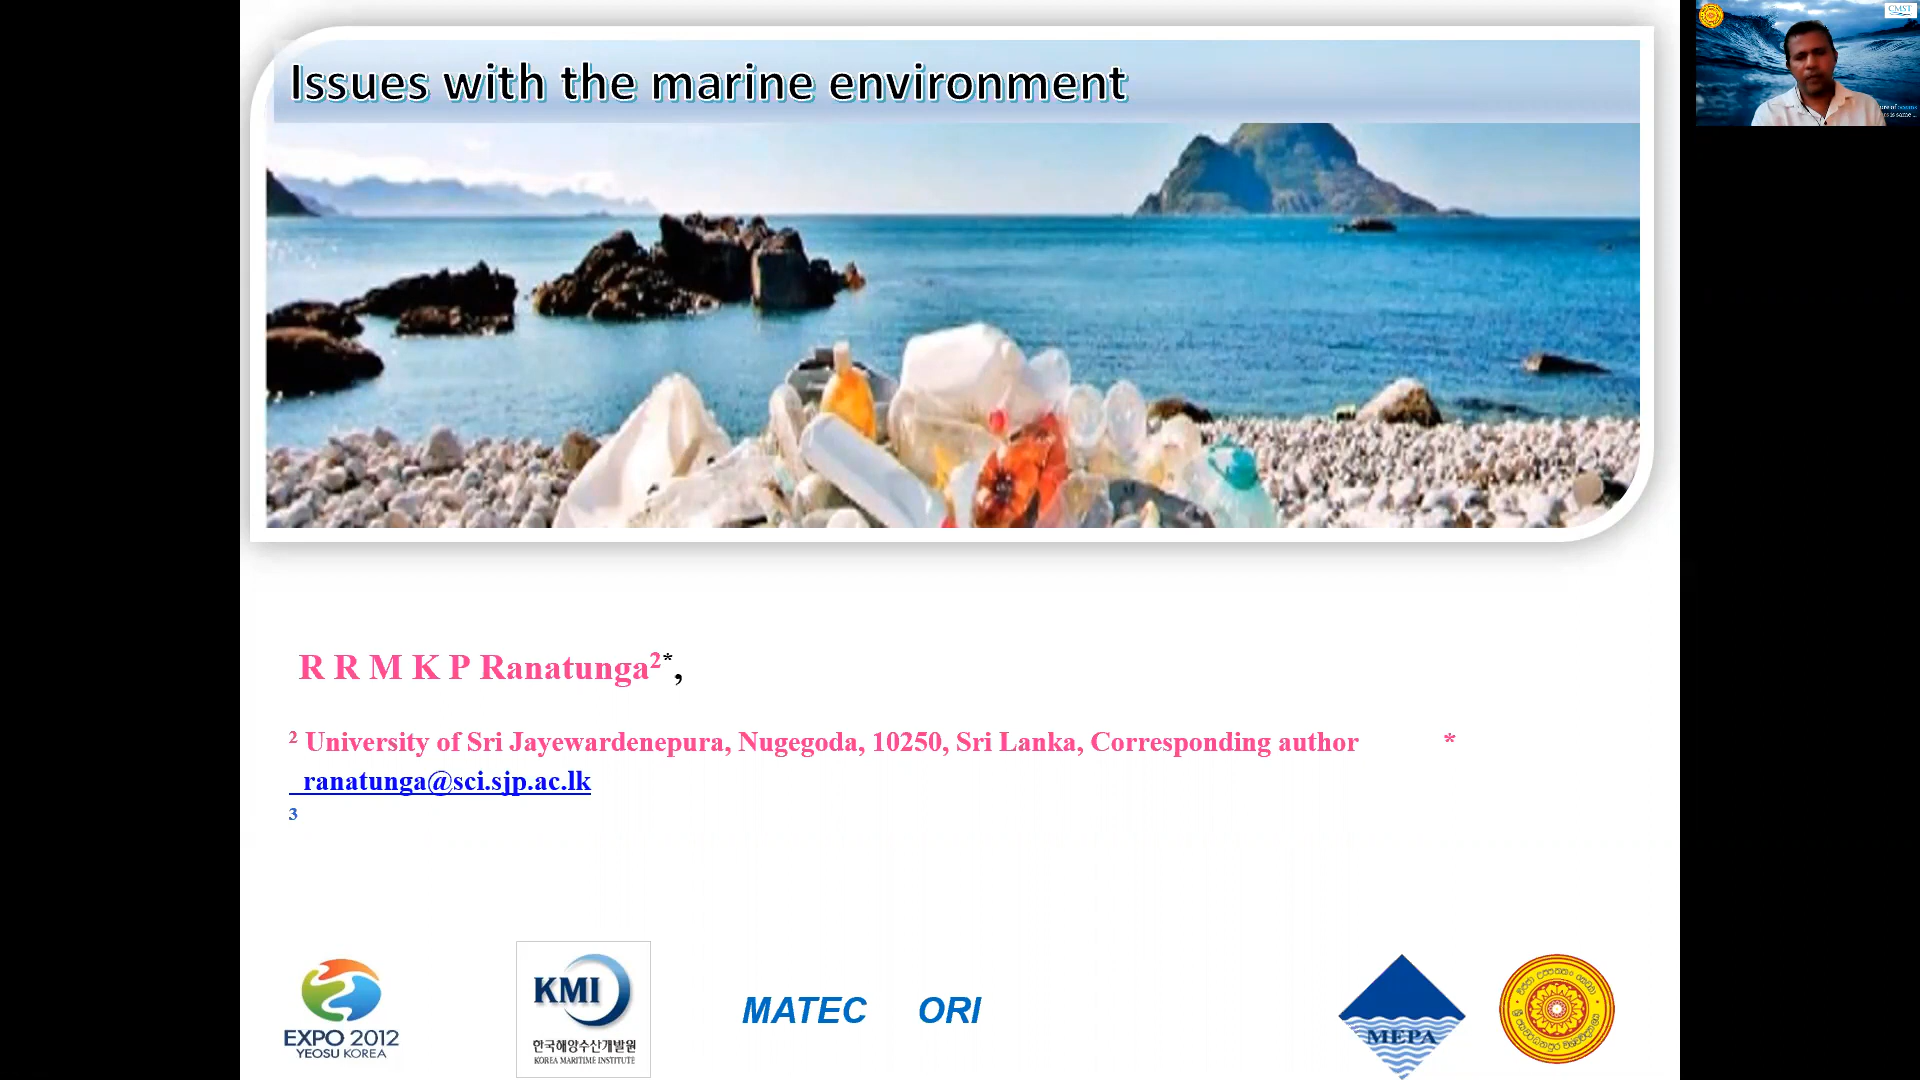 Issues with the marine environment
CMST
R R M K P Ranatunga2*,
2 University of Sri Jayewardenepura, Nugegoda, 10250, Sri Lanka, Corresponding author *
ranatunga@sci.sjp.ac.lk
3
EXPO 2012
YEOSU KOREA
KMI
한국해양수산개발원
KOREA MARITIME INSTITUTE
MATEC ORI
MEPA